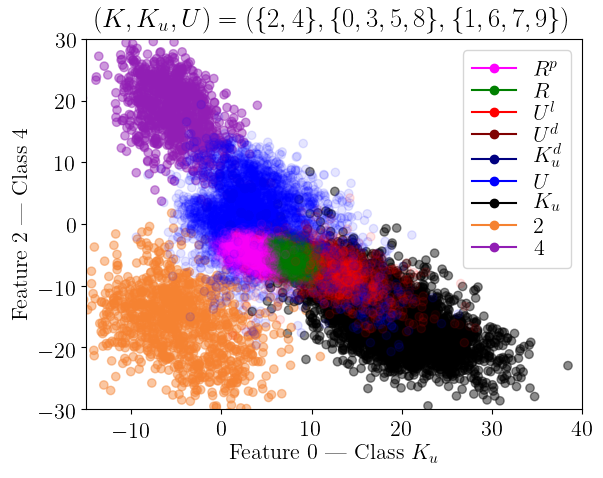 (K, K_u, U) = ({2, 4}, {0, 3, 5, 8}, {1, 6, 7, 9})
30
20
10
0
−10
−20
−30
Feature 2 — Class 4
R^p
R
U^l
U^d
K_u^d
U
K_u
2
4
−10
0
10
20
30
40
Feature 0 — Class K_u